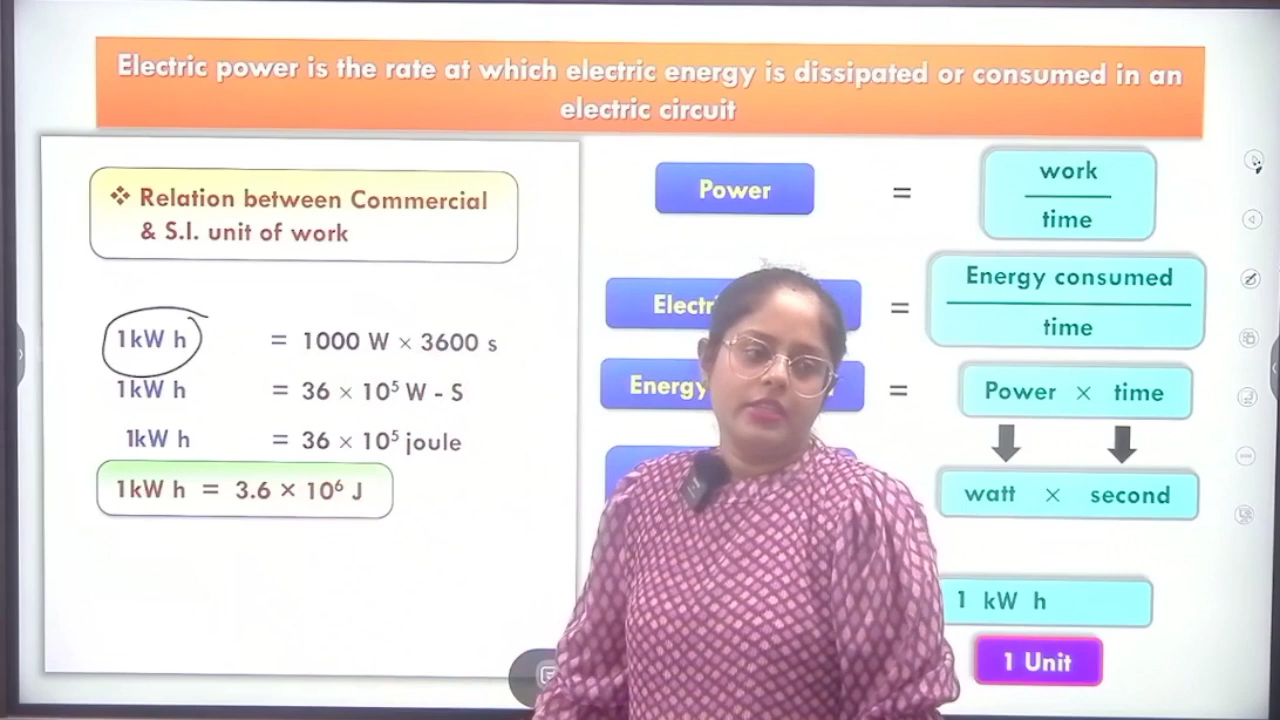 Electric power is the rate at which electric energy is dissipated or consumed in an
electric circuit
❖ Relation between Commercial
& S.I. unit of work
1kW h = 1000 W × 3600 s
1kW h = 36 × 10⁵ W - S
1kW h = 36 × 10⁵ joule
1kW h = 3.6 × 10⁶ J
Power = work
time
= Energy consumed
time
Energy = Power × time
watt × second
1 kW h
1 Unit